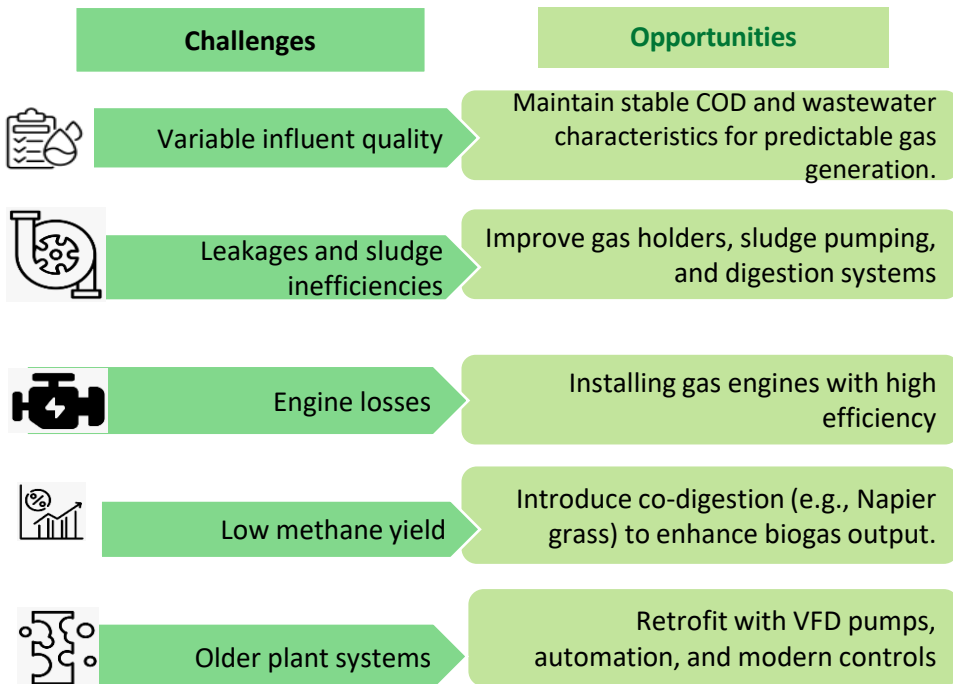 Challenges
Opportunities
Variable influent quality
Maintain stable COD and wastewater
characteristics for predictable gas
generation.
Leakages and sludge
inefficiencies
Improve gas holders, sludge pumping,
and digestion systems
Engine losses
Installing gas engines with high
efficiency
Low methane yield
Introduce co-digestion (e.g., Napier
grass) to enhance biogas output.
Older plant systems
Retrofit with VFD pumps,
automation, and modern controls